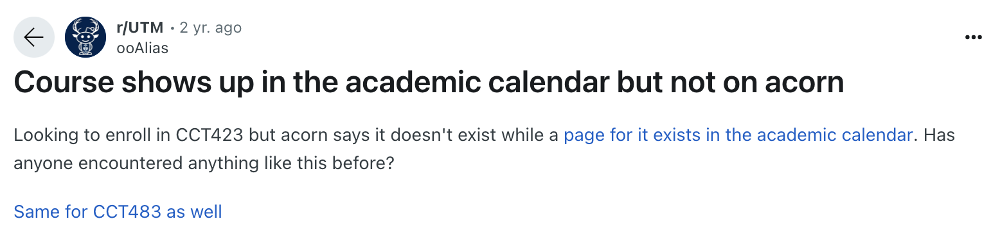 r/UTM • 2 yr. ago
ooAlias
Course shows up in the academic calendar but not on acorn
Looking to enroll in CCT423 but acorn says it doesn't exist while a page for it exists in the academic calendar. Has
anyone encountered anything like this before?
Same for CCT483 as well